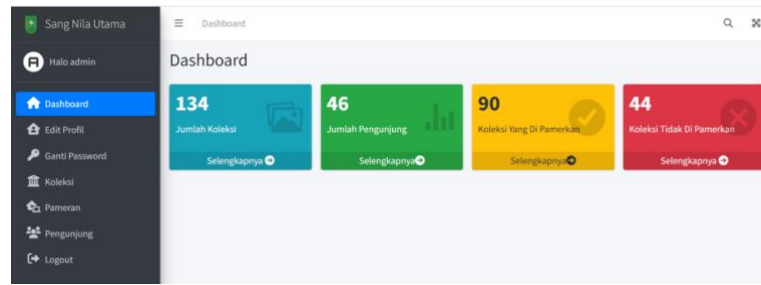 Sang Nila Utama
Dashboard
Halo admin
Dashboard
Dashboard
Edit Profil
Ganti Password
Koleksi
Pameran
Pengunjung
Logout
134
Jumlah Koleksi
Selengkapnya
46
Jumlah Pengunjung
Selengkapnya
90
Koleksi Yang Di Pamerkan
Selengkapnya
44
Koleksi Tidak Di Pamerkan
Selengkapnya